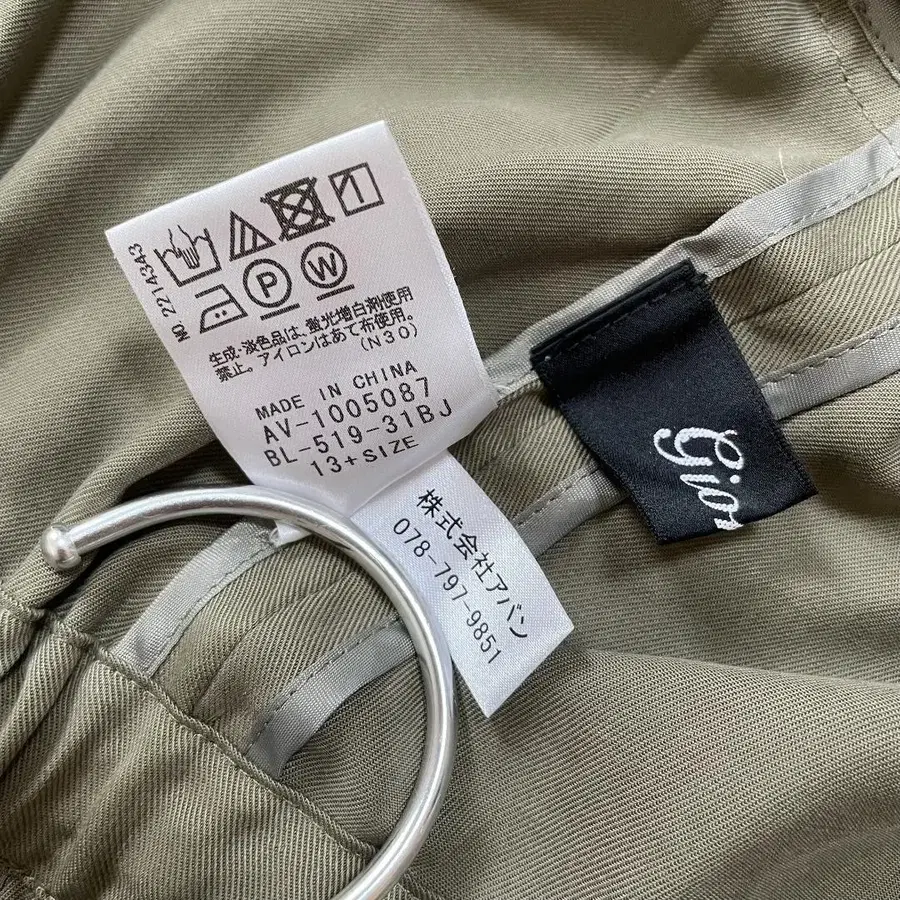 NO 2214343
P W
生成・淡色品は、蛍光増白剤使用
禁止。アイロンはあて布使用。
(N30)
MADE IN CHINA
AV-1005087
BL-519-31BJ
13+SIZE
株式会社アバン
078-797-9851
gior